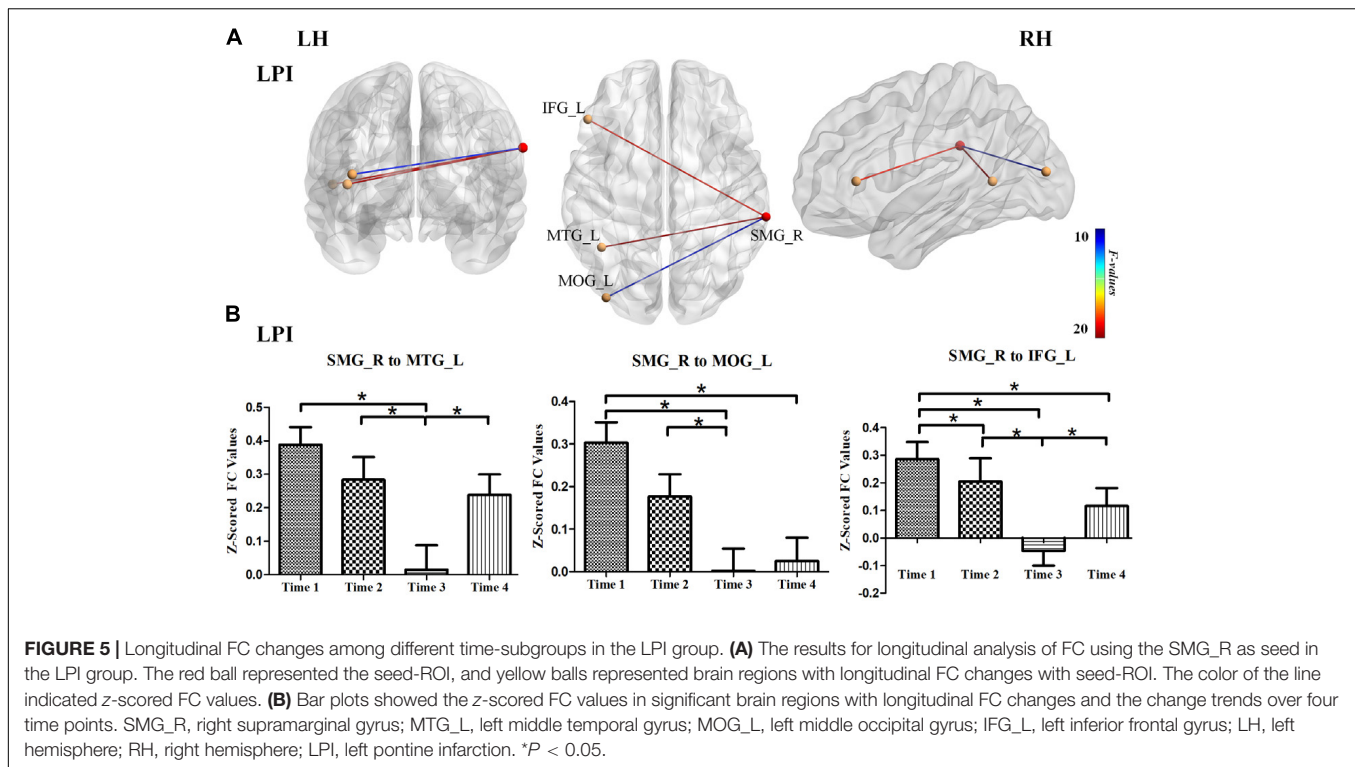 A
LH
RH
LPI
IFG_L
MTG_L
SMG_R
MOG_L
10
F-values
20
B
LPI
SMG_R to MTG_L
Z-Scored FC Values
0.5
0.4
0.3
0.2
0.1
0.0
*
* *
Time 1 Time 2 Time 3 Time 4
SMG_R to MOG_L
Z-Scored FC Values
0.4
0.3
0.2
0.1
0.0
*
*
*
Time 1 Time 2 Time 3 Time 4
SMG_R to IFG_L
Z-Scored FC Values
0.4
0.3
0.2
0.1
0.0
-0.1
-0.2
*
*
* * *
Time 1 Time 2 Time 3 Time 4
FIGURE 5 | Longitudinal FC changes among different time-subgroups in the LPI group. (A) The results for longitudinal analysis of FC using the SMG_R as seed in
the LPI group. The red ball represented the seed-ROI, and yellow balls represented brain regions with longitudinal FC changes with seed-ROI. The color of the line
indicated z-scored FC values. (B) Bar plots showed the z-scored FC values in significant brain regions with longitudinal FC changes and the change trends over four
time points. SMG_R, right supramarginal gyrus; MTG_L, left middle temporal gyrus; MOG_L, left middle occipital gyrus; IFG_L, left inferior frontal gyrus; LH, left
hemisphere; RH, right hemisphere; LPI, left pontine infarction. *P < 0.05.